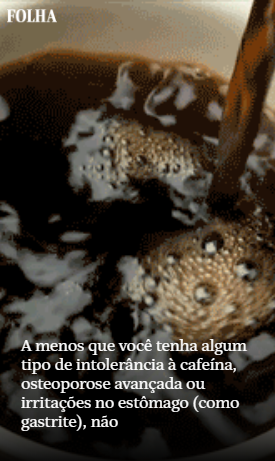 FOLHA
A menos que você tenha algum
tipo de intolerância à cafeína,
osteoporose avançada ou
irritações no estômago (como
gastrite), não